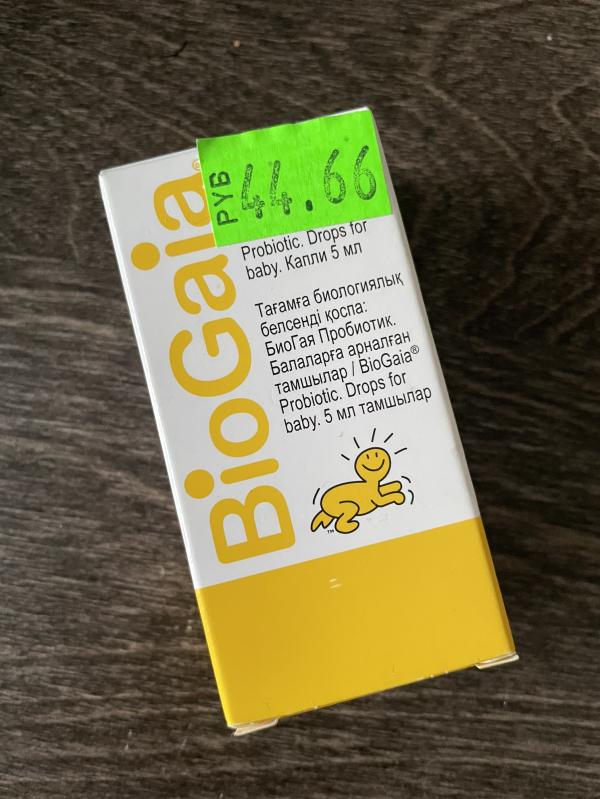 BioGaia
РУБ 44.66
Probiotic. Drops for
baby. Капли 5 мл
Тағамға биологиялық
белсенді қоспа:
БиоГая Пробиотик.
Балаларға арналған
тамшылар / BioGaia®
Probiotic. Drops for
baby. 5 мл тамшылар
™